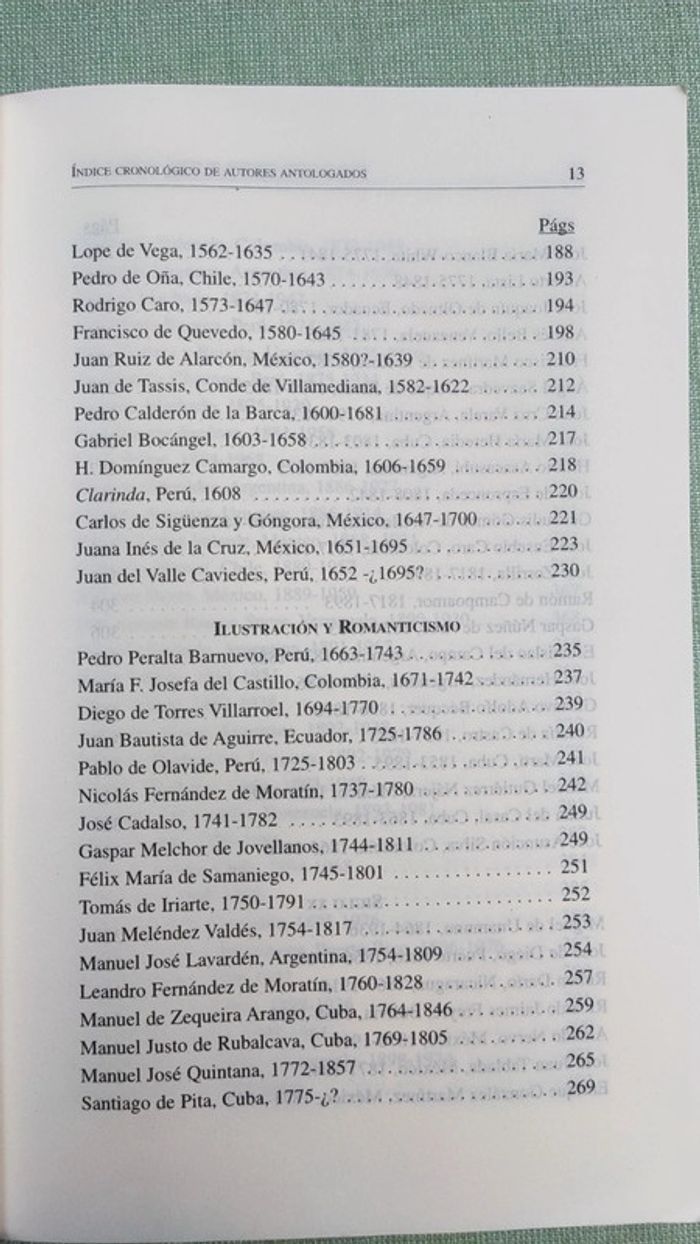 ÍNDICE CRONOLÓGICO DE AUTORES ANTOLOGADOS 13
Págs
Lope de Vega, 1562-1635 ........................ 188
Pedro de Oña, Chile, 1570-1643 .................. 193
Rodrigo Caro, 1573-1647 ........................ 194
Francisco de Quevedo, 1580-1645 ................. 198
Juan Ruiz de Alarcón, México, 1580?-1639 ......... 210
Juan de Tassis, Conde de Villamediana, 1582-1622 ...... 212
Pedro Calderón de la Barca, 1600-1681 ............ 214
Gabriel Bocángel, 1603-1658 .................... 217
H. Domínguez Camargo, Colombia, 1606-1659 ....... 218
Clarinda, Perú, 1608 .......................... 220
Carlos de Sigüenza y Góngora, México, 1647-1700 ..... 221
Juana Inés de la Cruz, México, 1651-1695 ........... 223
Juan del Valle Caviedes, Perú, 1652 -¿1695? ......... 230
ILUSTRACIÓN Y ROMANTICISMO
Pedro Peralta Barnuevo, Perú, 1663-1743 ........... 235
María F. Josefa del Castillo, Colombia, 1671-1742 ...... 237
Diego de Torres Villarroel, 1694-1770 .............. 239
Juan Bautista de Aguirre, Ecuador, 1725-1786 ........ 240
Pablo de Olavide, Perú, 1725-1803 ................ 241
Nicolás Fernández de Moratín, 1737-1780 .......... 242
José Cadalso, 1741-1782 ....................... 249
Gaspar Melchor de Jovellanos, 1744-1811 .......... 249
Félix María de Samaniego, 1745-1801 .............. 251
Tomás de Iriarte, 1750-1791 ..................... 252
Juan Meléndez Valdés, 1754-1817 ................ 253
Manuel José Lavardén, Argentina, 1754-1809 ........ 254
Leandro Fernández de Moratín, 1760-1828 .......... 257
Manuel de Zequeira Arango, Cuba, 1764-1846 ....... 259
Manuel Justo de Rubalcava, Cuba, 1769-1805 ........ 262
Manuel José Quintana, 1772-1857 ................ 265
Santiago de Pita, Cuba, 1775-¿? .................. 269